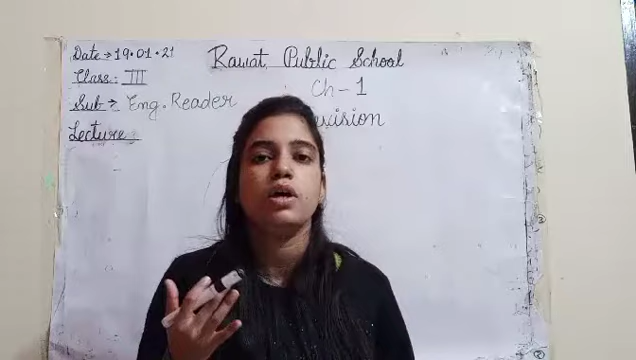 Date → 19.01.21
Rawat Public School
Class: III
Ch-1
Sub → Eng. Reader
Lecture